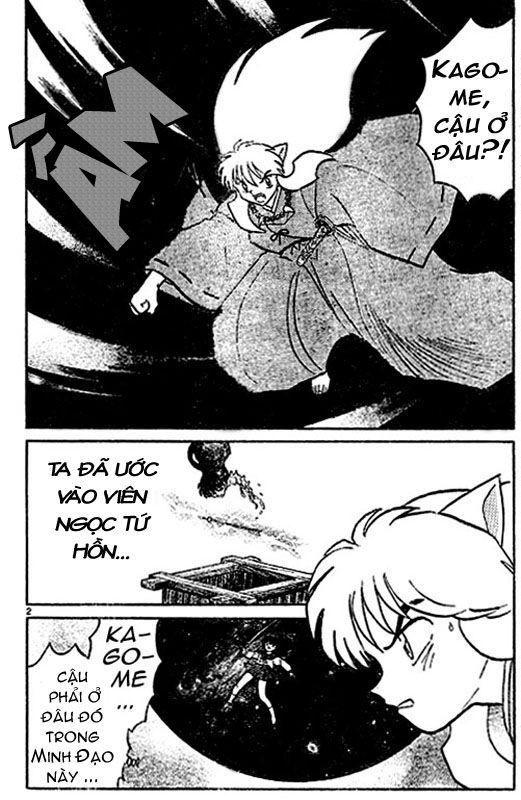 KAGO-
ME,
CẬU Ở
ĐÂU?!
ẦM
TA ĐÃ ƯỚC
VÀO VIÊN
NGỌC TỨ
HỒN...
2
KA-
GO-
ME
...
CẬU
PHẢI Ở
ĐÂU ĐÓ
TRONG
MINH ĐẠO
NÀY ...